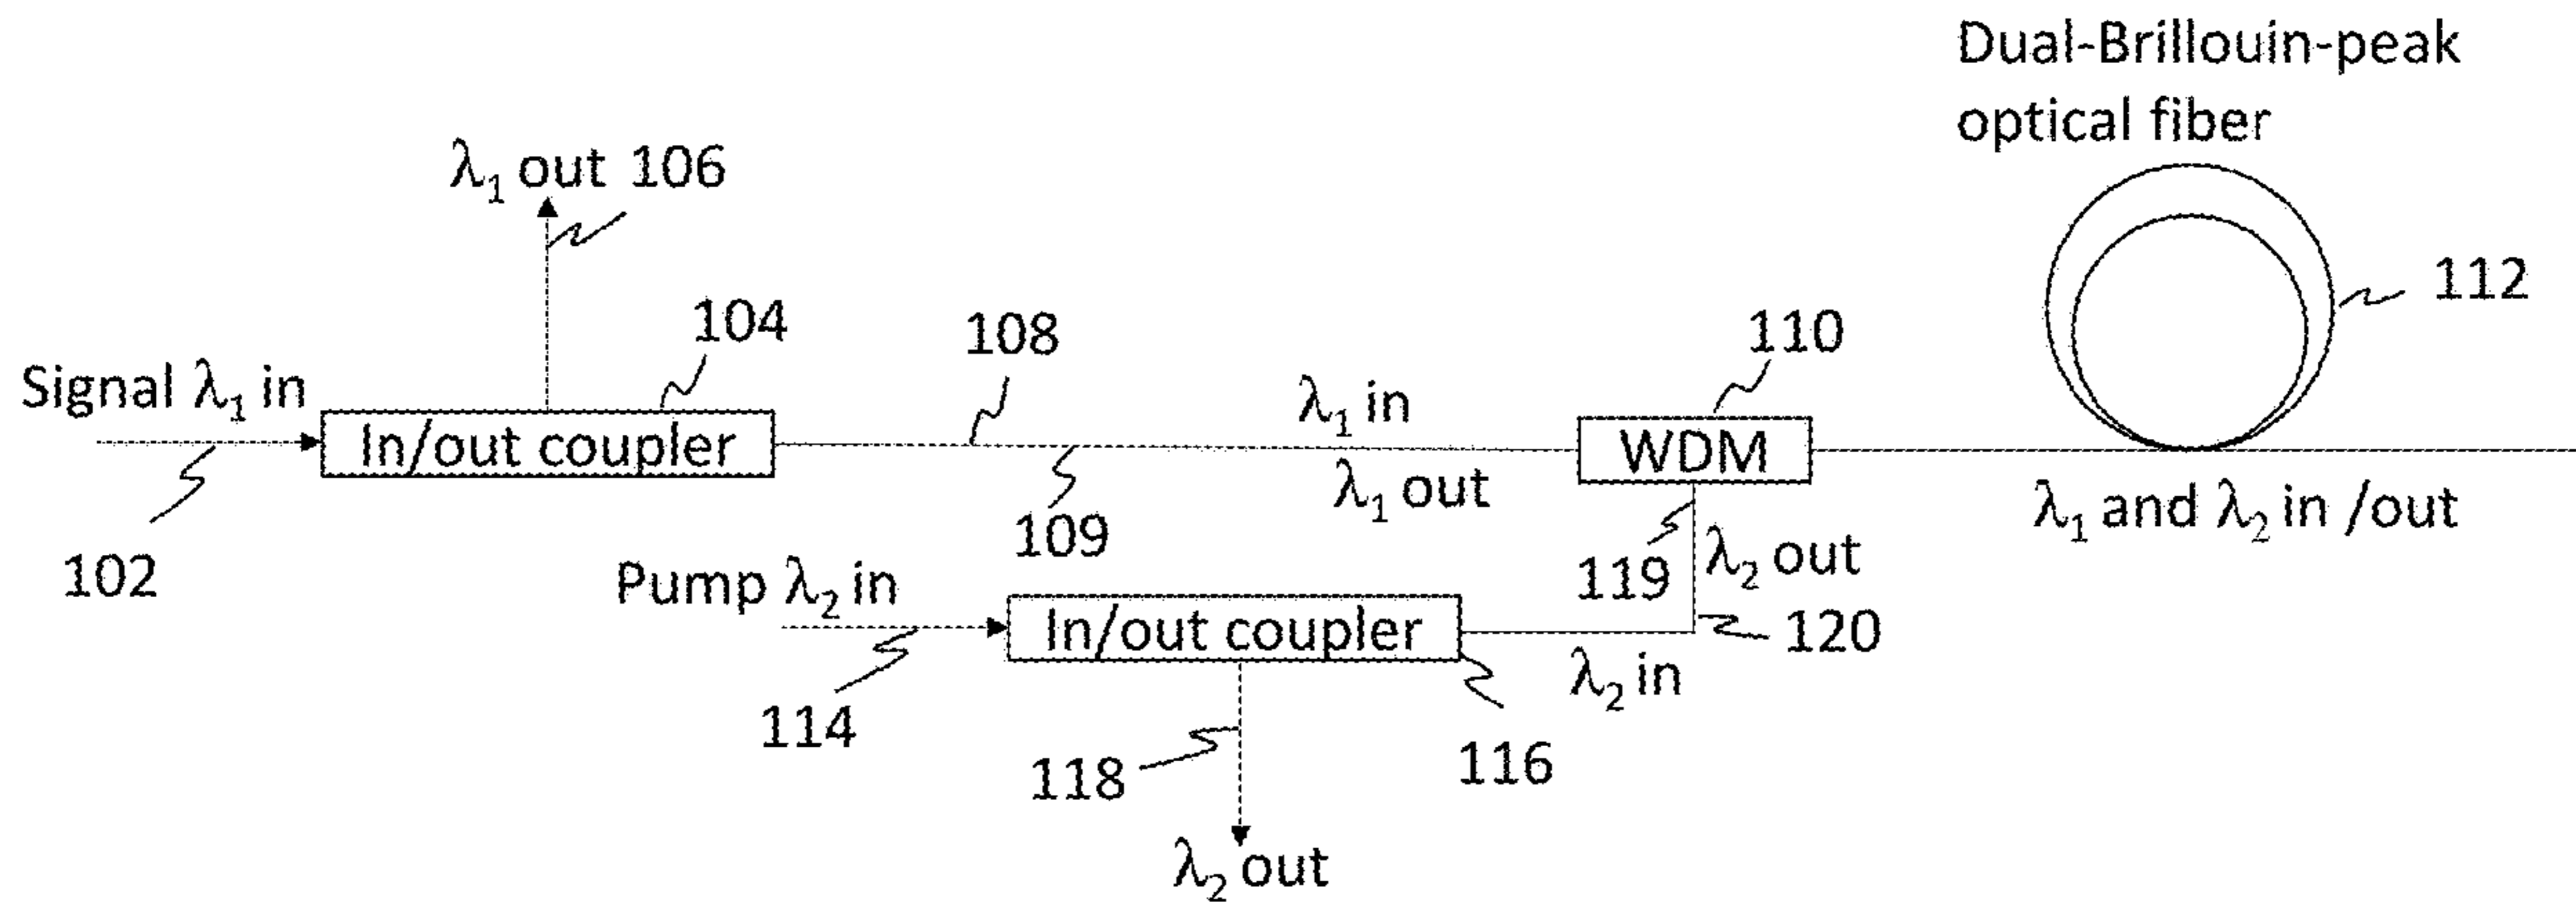 Dual-Brillouin-peak
optical fiber
λ₁ out 106
112
104
108
110
Signal λ₁ in
λ₁ in
In/out coupler
WDM
λ₁ out
λ₁ and λ₂ in /out
109
102
119
λ₂ out
Pump λ₂ in
In/out coupler
120
λ₂ in
114
118
116
λ₂ out